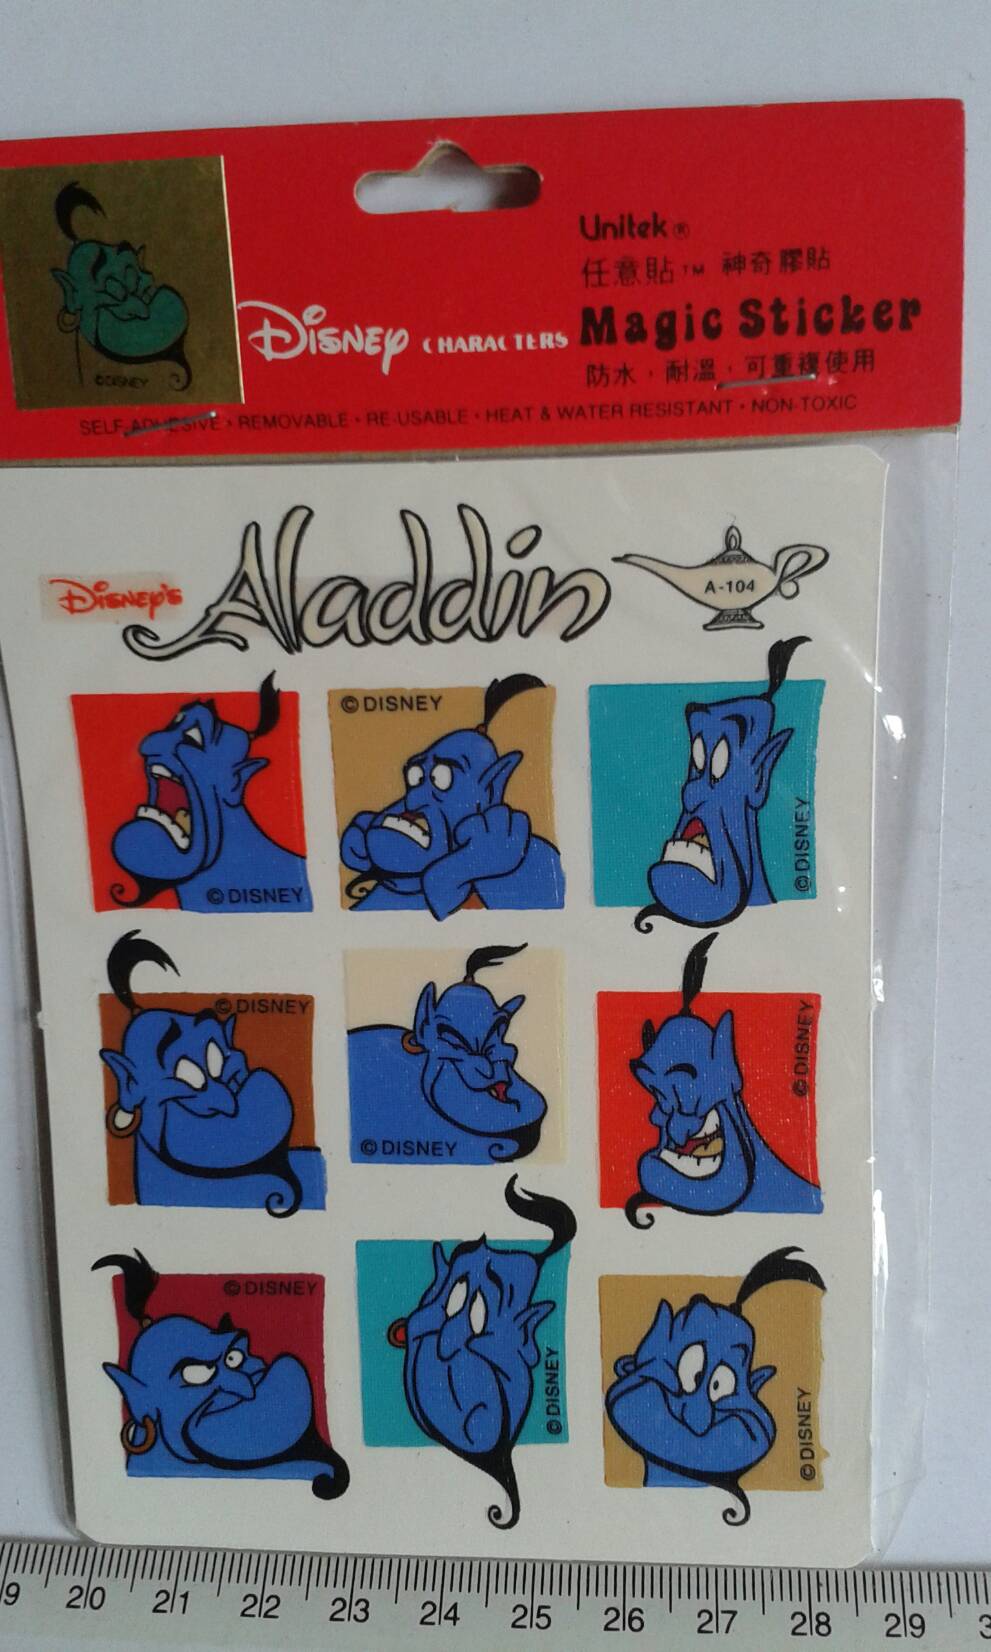 Unitek®
任意貼™ 神奇膠貼
DISNEY CHARACTERS
Magic Sticker
防水，耐溫，可重複使用
©DISNEY
SELF-ADHESIVE • REMOVABLE • RE-USABLE • HEAT & WATER RESISTANT • NON-TOXIC
DISNEY'S Aladdin
A-104
© DISNEY
© DISNEY
© DISNEY
© DISNEY
© DISNEY
© DISNEY
© DISNEY
© DISNEY
© DISNEY
9 20 21 22 23 24 25 26 27 28 29 3